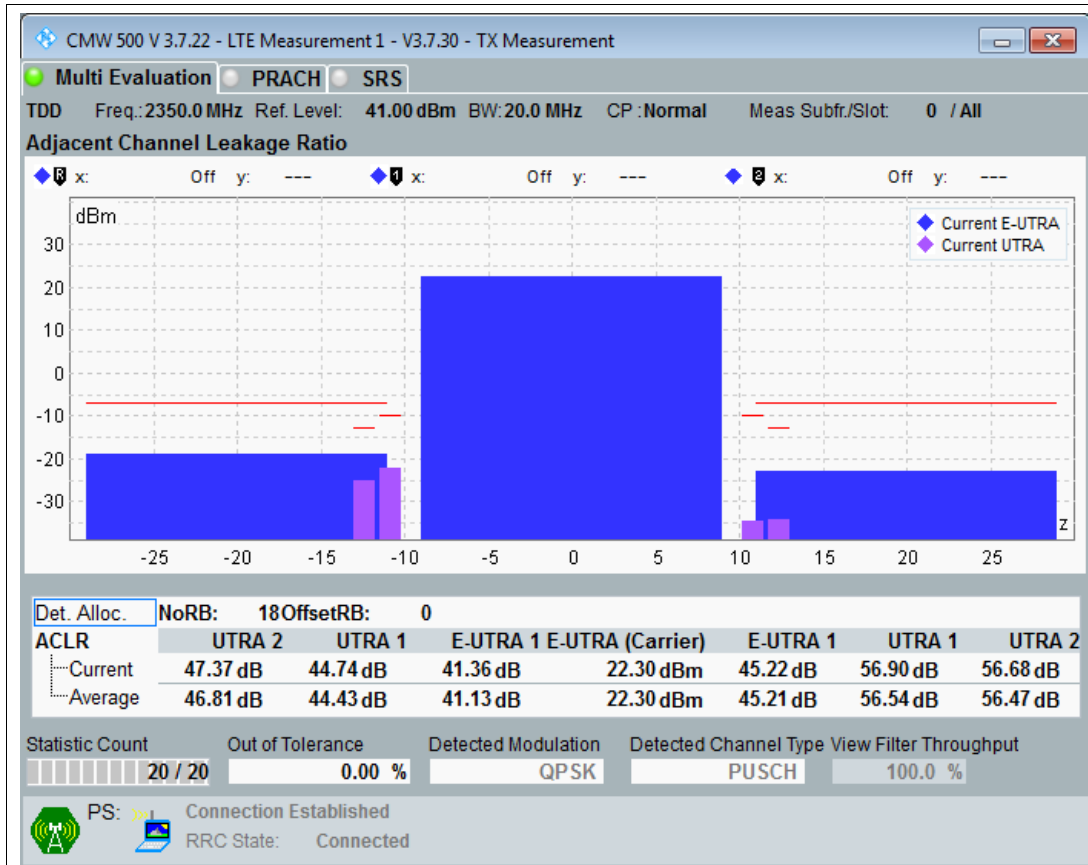 CMW 500 V 3.7.22 - LTE Measurement 1 - V3.7.30 - TX Measurement
Multi Evaluation PRACH SRS
TDD Freq.: 2350.0 MHz Ref. Level: 41.00 dBm BW: 20.0 MHz CP : Normal Meas Subfr./Slot: 0 / All
Adjacent Channel Leakage Ratio
R x: Off y: --- 1 x: Off y: --- 2 x: Off y: ---
dBm
Current E-UTRA
Current UTRA
30
20
10
0
-10
-20
-30
z
-25 -20 -15 -10 -5 0 5 10 15 20 25
Det. Alloc. NoRB: 18 OffsetRB: 0
ACLR UTRA 2 UTRA 1 E-UTRA 1 E-UTRA (Carrier) E-UTRA 1 UTRA 1 UTRA 2
Current 47.37 dB 44.74 dB 41.36 dB 22.30 dBm 45.22 dB 56.90 dB 56.68 dB
Average 46.81 dB 44.43 dB 41.13 dB 22.30 dBm 45.21 dB 56.54 dB 56.47 dB
Statistic Count Out of Tolerance Detected Modulation Detected Channel Type View Filter Throughput
20 / 20 0.00 % QPSK PUSCH 100.0 %
PS: Connection Established
RRC State: Connected